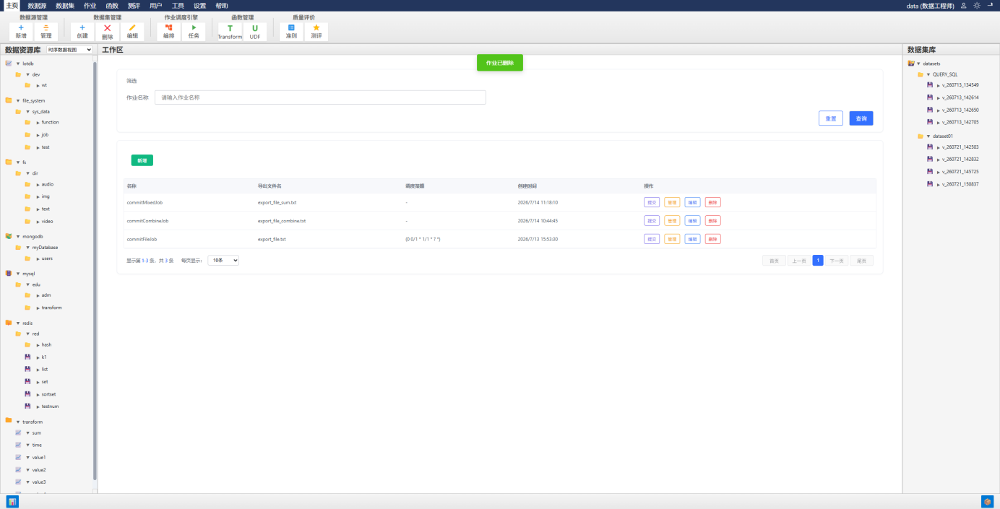 主页 数据源 数据集 作业 函数 测评 用户 工具 设置 帮助 data (数据工程师)
数据源管理 数据集管理 作业调度引擎 函数管理 质量评价
新增 管理 创建 删除 编辑 编排 任务 Transform UDF 准则 测评
数据资源库 时序数据视图 工作区 数据集库
作业已删除
lotdb
dev
wt
file_system
sys_data
function
job
test
fs
dir
audio
img
text
video
mongodb
myDatabase
users
mysql
edu
adm
transform
redis
red
hash
k1
list
set
sortset
testnum
transform
sum
time
value1
value2
value3
筛选
作业名称 请输入作业名称
重置 查询
新增
名称 导出文件名 调度策略 创建时间 操作
commitMixedJob export_file_sum.txt - 2026/7/14 11:18:10 提交 管理 编辑 删除
commitCombineJob export_file_combine.txt - 2026/7/14 10:44:45 提交 管理 编辑 删除
commitFileJob export_file.txt (0 0/1 * 1/1 * ? *) 2026/7/13 15:53:30 提交 管理 编辑 删除
显示第 1-3 条，共 3 条 每页显示: 10条 首页 上一页 1 下一页 尾页
datasets
QUERY_SQL
v_260713_134549
v_260713_142614
v_260713_142650
v_260713_142705
dataset01
v_260721_142503
v_260721_142832
v_260721_145725
v_260721_150837